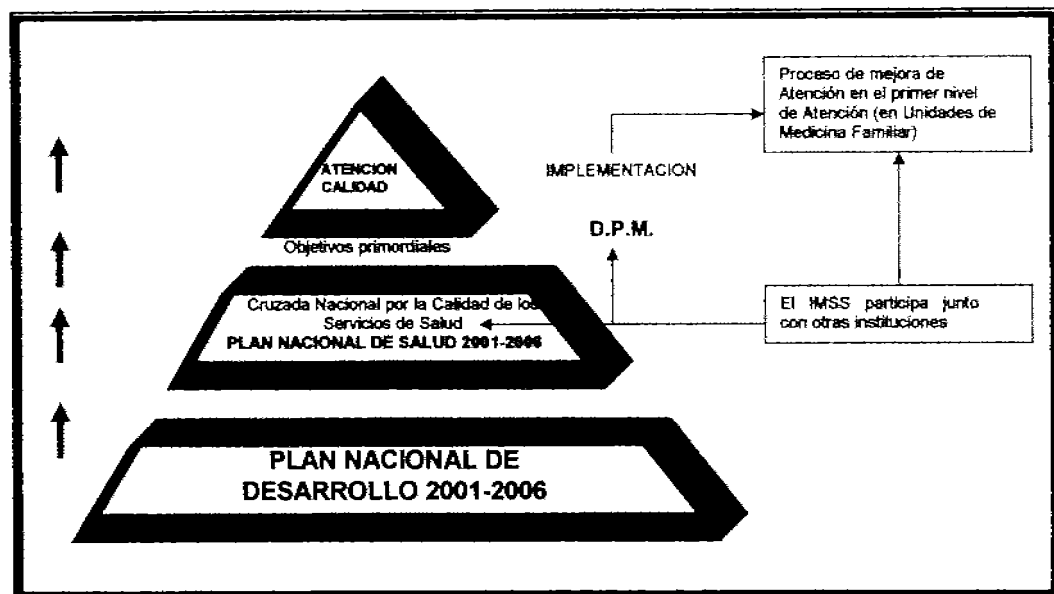 ATENCION
CALIDAD
Objetivos primordiales
Cruzada Nacional por la Calidad de los
Servicios de Salud
PLAN NACIONAL DE SALUD 2001-2006
PLAN NACIONAL DE
DESARROLLO 2001-2006
Proceso de mejora de
Atención en el primer nivel
de Atención (en Unidades de
Medicina Familiar)
IMPLEMENTACION
D.P.M.
El IMSS participa junto
con otras instituciones